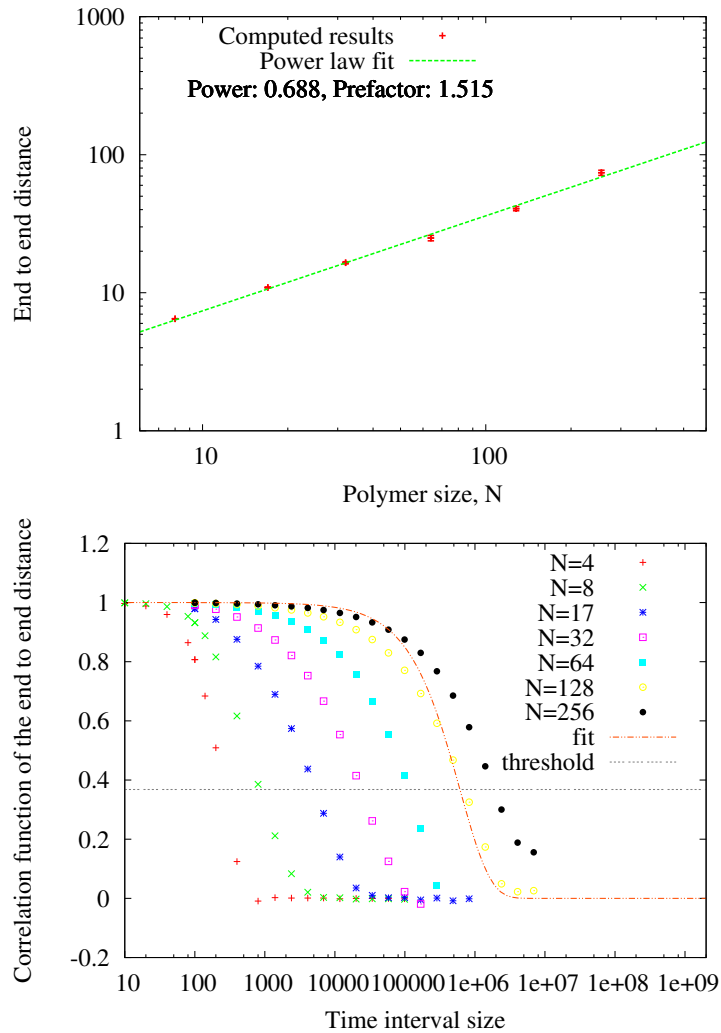 1000
100
10
1
End to end distance
Computed results
Power law fit
Power: 0.688, Prefactor: 1.515
10
100
Polymer size, N
1.2
1
0.8
0.6
0.4
0.2
0
-0.2
Correlation function of the end to end distance
N=4
N=8
N=17
N=32
N=64
N=128
N=256
fit
threshold
10 100 1000 10000 100000 1e+06 1e+07 1e+08 1e+09
Time interval size